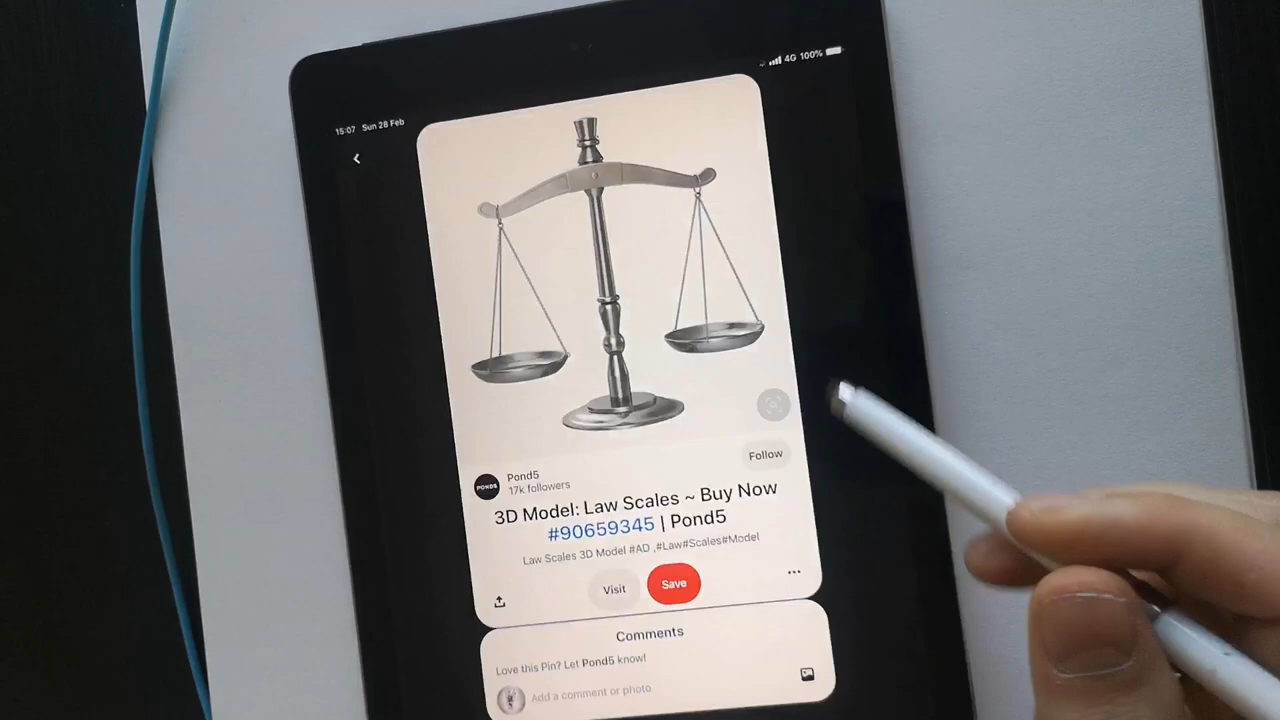 15:07 Sun 28 Feb
4G 100%
POND5
Pond5
17k followers
Follow
3D Model: Law Scales ~ Buy Now
#90659345 | Pond5
Law Scales 3D Model #AD ,#Law#Scales#Model
Visit
Save
Comments
Love this Pin? Let Pond5 know!
Add a comment or photo